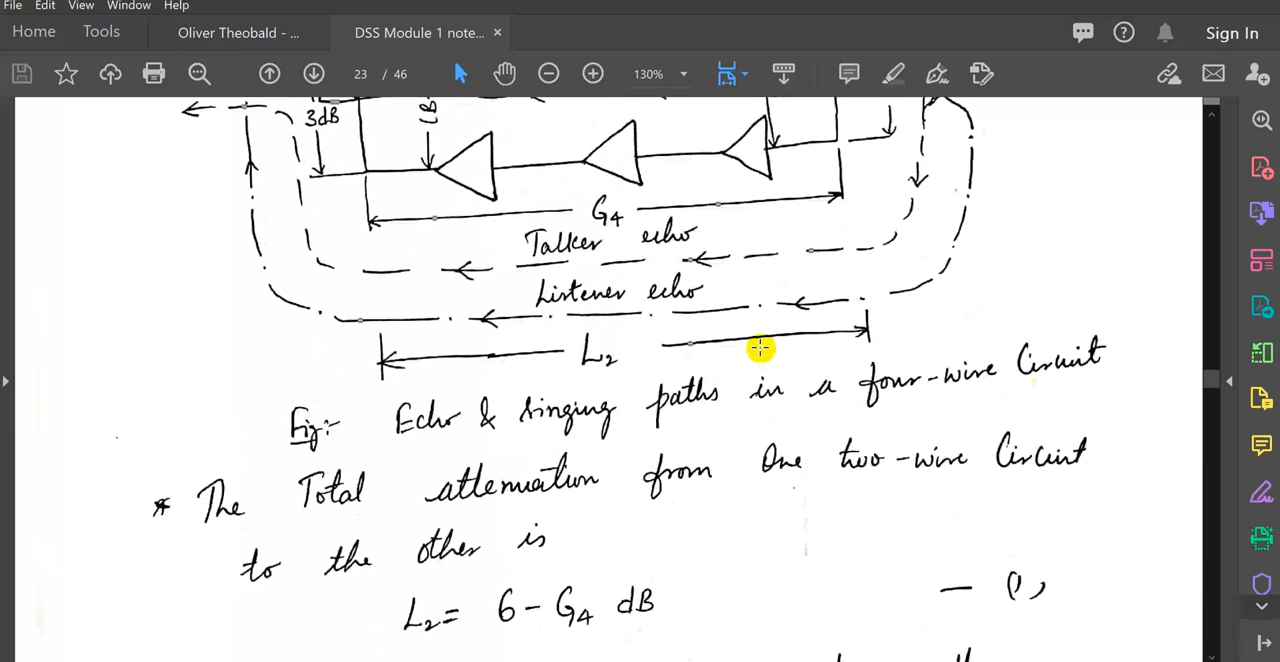 File Edit View Window Help
Home Tools Oliver Theobald - ... DSS Module 1 note... × Sign In
23 / 46 130%
3dB
G4
Talker echo
Listener echo
L2
Fig:- Echo & singing paths in a four-wire Circuit
* The Total attenuation from One two-wire Circuit
to the other is
L2 = 6 - G4 dB — (1)